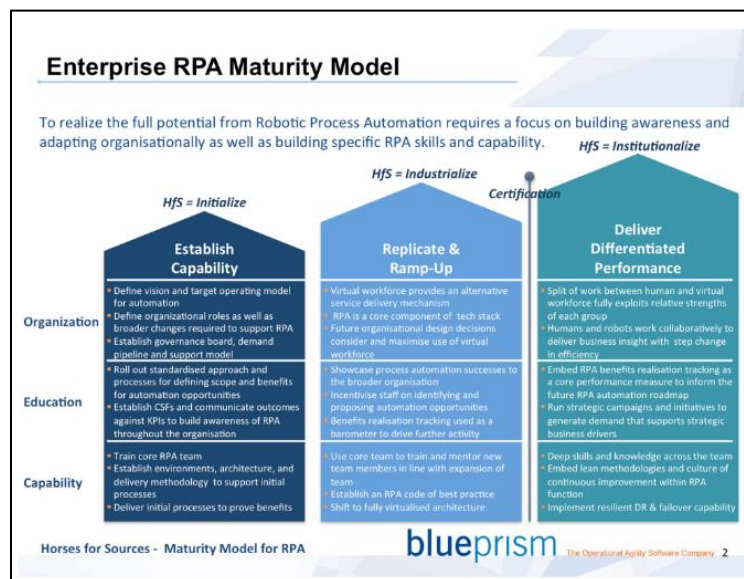 Enterprise RPA Maturity Model
To realize the full potential from Robotic Process Automation requires a focus on building awareness and
adapting organisationally as well as building specific RPA skills and capability.
HfS = Initialize
HfS = Industrialize
Certification
HfS = Institutionalize
Establish
Capability
Replicate &
Ramp-Up
Deliver
Differentiated
Performance
Organization
Define vision and target operating model
for automation
Define organizational roles as well as
broader changes required to support RPA
Establish governance board, demand
pipeline and support model
Virtual workforce provides an alternative
service delivery mechanism
RPA is a core component of tech stack
Future organisational design decisions
consider and maximise use of virtual
workforce
Split of work between human and virtual
workforce fully exploits relative strengths
of each group
Humans and robots work collaboratively to
deliver business insight with step change
in efficiency
Education
Roll out standardised approach and
processes for defining scope and benefits
for automation opportunities
Establish CSFs and communicate outcomes
against KPIs to build awareness of RPA
throughout the organisation
Showcase process automation successes to
the broader organisation
Incentivise staff on identifying and
proposing automation opportunities
Benefits realisation tracking used as a
barometer to drive further activity
Embed RPA benefits realisation tracking as
a core performance measure to inform the
future RPA automation roadmap
Run strategic campaigns and initiatives to
generate demand that supports strategic
business drivers
Capability
Train core RPA team
Establish environments, architecture, and
delivery methodology to support initial
processes
Deliver initial processes to prove benefits
Use core team to train and mentor new
team members in line with expansion of
team
Establish an RPA code of best practice
Shift to fully virtualised architecture
Deep skills and knowledge across the team
Embed lean methodologies and culture of
continuous improvement within RPA
function
Implement resilient DR & failover capability
Horses for Sources - Maturity Model for RPA
blueprism
The Operational Agility Software Company
2